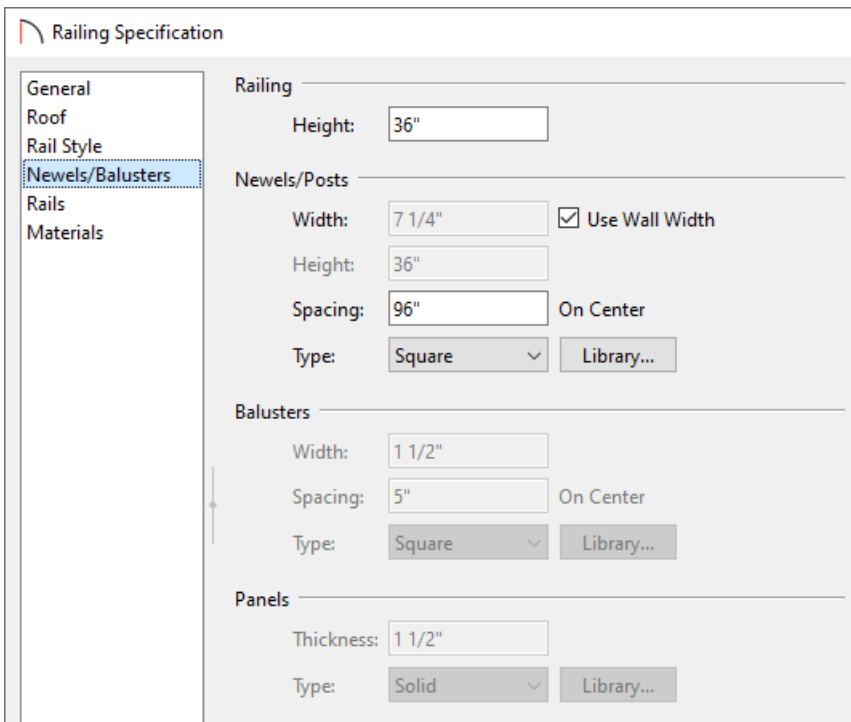 Railing Specification
General
Roof
Rail Style
Newels/Balusters
Rails
Materials
Railing
Height: 36"
Newels/Posts
Width: 7 1/4" Use Wall Width
Height: 36"
Spacing: 96" On Center
Type: Square Library...
Balusters
Width: 1 1/2"
Spacing: 5" On Center
Type: Square Library...
Panels
Thickness: 1 1/2"
Type: Solid Library...